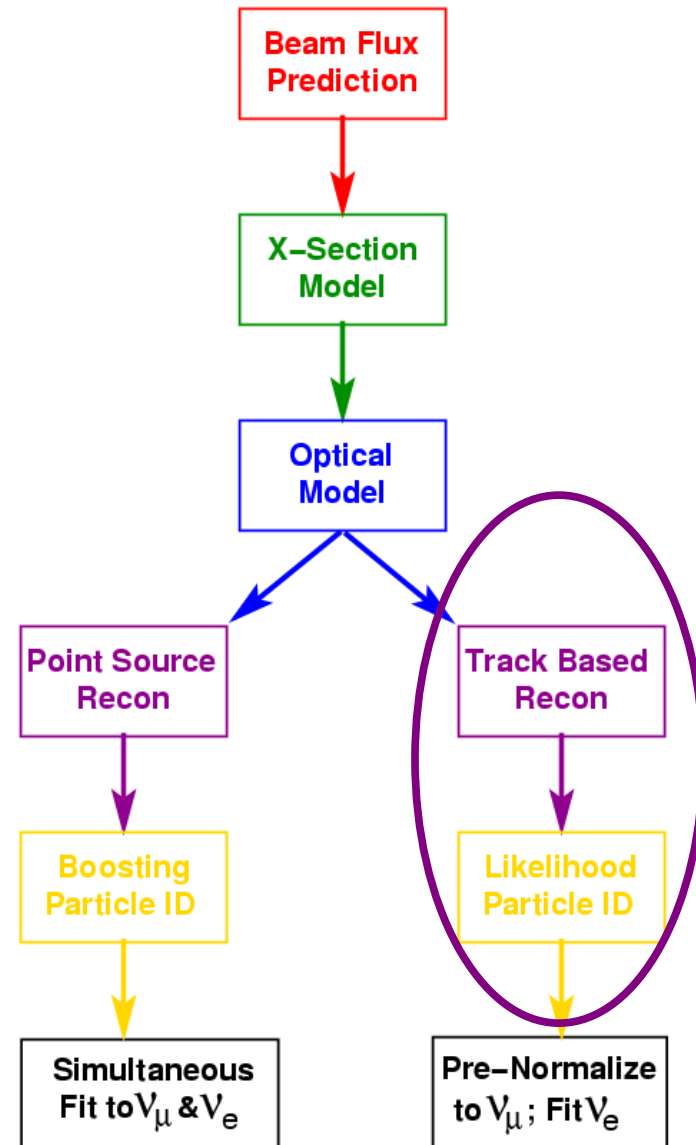 Beam Flux
Prediction
X-Section
Model
Optical
Model
Point Source
Recon
Track Based
Recon
Boosting
Particle ID
Likelihood
Particle ID
Simultaneous
Fit to νμ & νe
Pre-Normalize
to νμ ; Fit νe